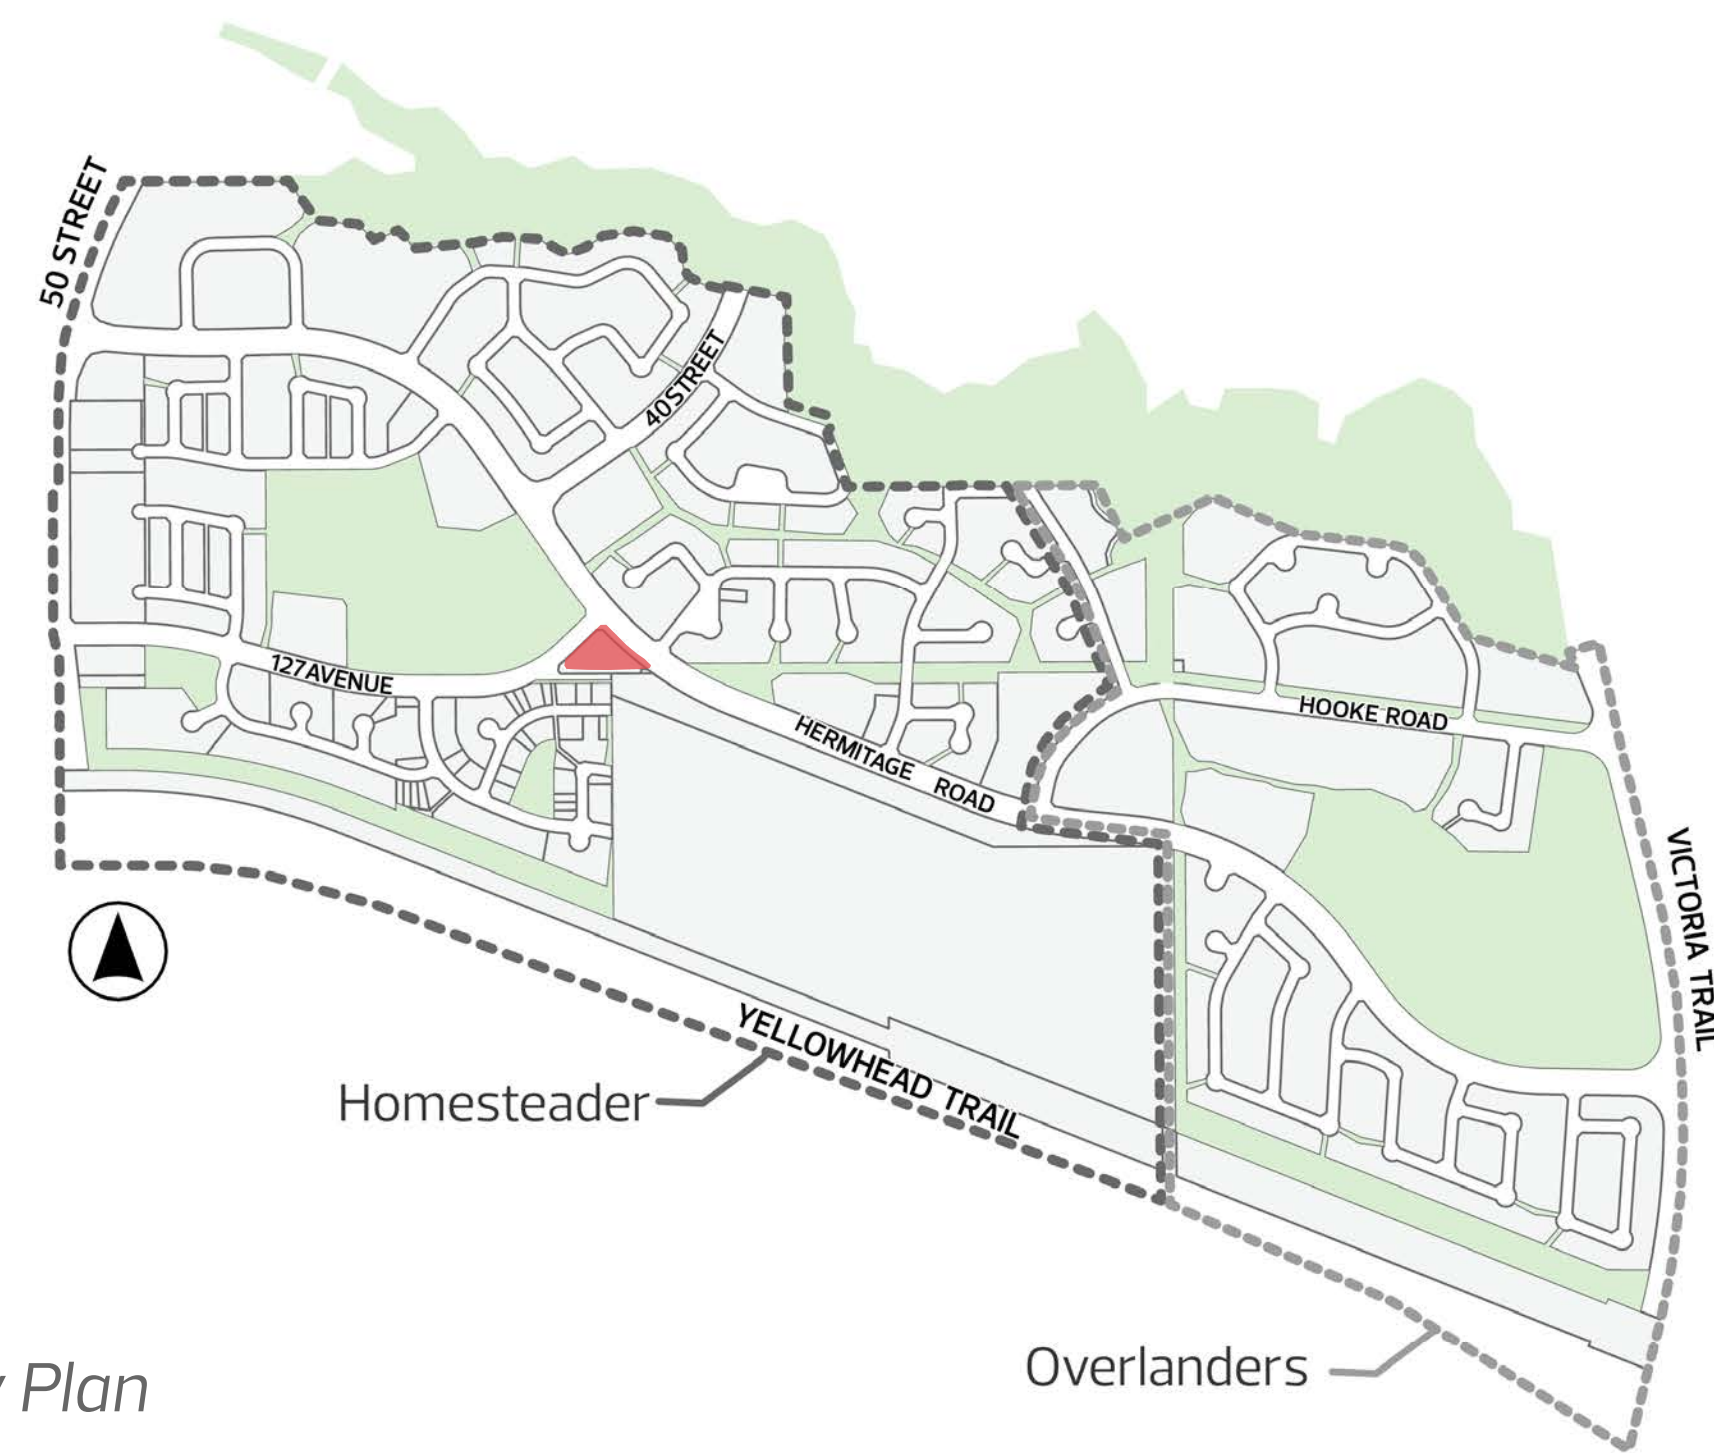 50 STREET
40 STREET
127 AVENUE
HERMITAGE ROAD
HOOKE ROAD
VICTORIA TRAIL
YELLOWHEAD TRAIL
Homesteader
Overlanders
Plan